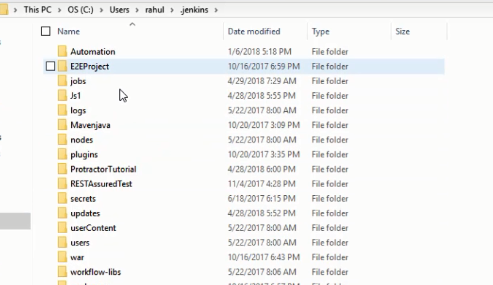 This PC > OS (C:) > Users > rahul > .jenkins >
Name Date modified Type Size
Automation 1/6/2018 5:18 PM File folder
E2EProject 10/16/2017 6:59 PM File folder
jobs 4/29/2018 7:29 AM File folder
Js1 4/28/2018 5:55 PM File folder
logs 5/22/2017 8:00 AM File folder
Mavenjava 10/20/2017 3:09 PM File folder
nodes 5/22/2017 8:00 AM File folder
plugins 10/20/2017 3:35 PM File folder
ProtractorTutorial 4/28/2018 6:00 PM File folder
RESTAssuredTest 11/4/2017 4:28 PM File folder
secrets 6/18/2017 6:15 PM File folder
updates 4/28/2018 5:52 PM File folder
userContent 5/22/2017 8:00 AM File folder
users 5/22/2017 8:00 AM File folder
war 10/16/2017 6:43 PM File folder
workflow-libs 5/22/2017 8:06 AM File folder